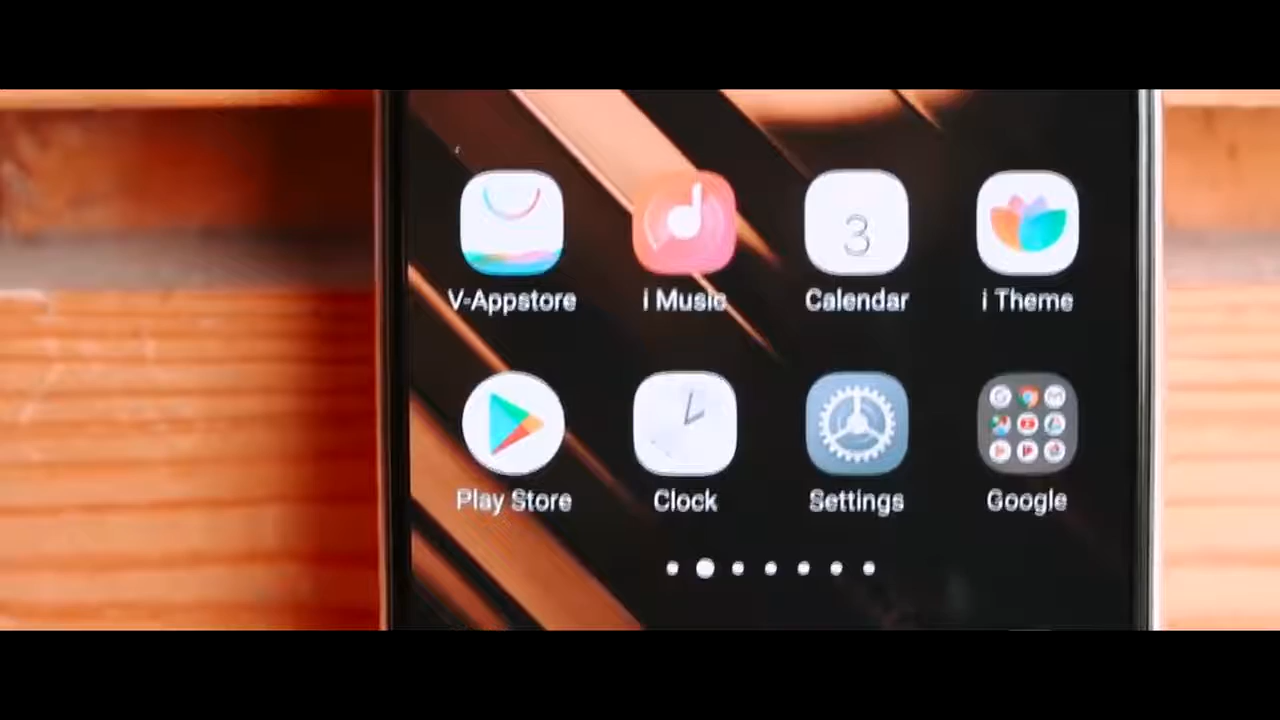 V-Appstore
i Music
3
Calendar
i Theme
Play Store
Clock
Settings
Google